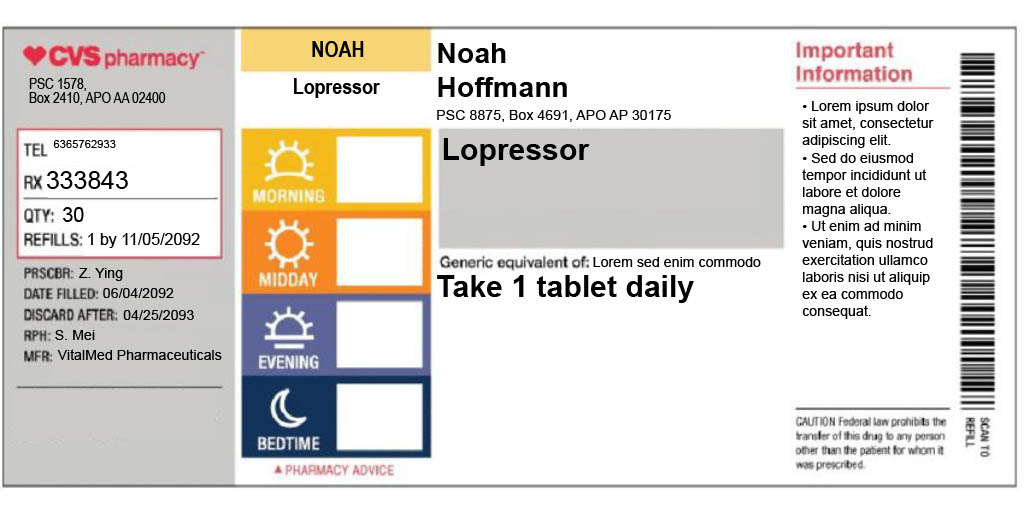 CVS pharmacy
PSC 1578,
Box 2410, APO AA 02400
TEL 6365762933
RX 333843
QTY: 30
REFILLS: 1 by 11/05/2092
PRSCBR: Z. Ying
DATE FILLED: 06/04/2092
DISCARD AFTER: 04/25/2093
RPH: S. Mei
MFR: VitalMed Pharmaceuticals
NOAH
Lopressor
MORNING
MIDDAY
EVENING
BEDTIME
▲ PHARMACY ADVICE
Noah
Hoffmann
PSC 8875, Box 4691, APO AP 30175
Lopressor
Generic equivalent of: Lorem sed enim commodo
Take 1 tablet daily
Important
Information
• Lorem ipsum dolor
sit amet, consectetur
adipiscing elit.
• Sed do eiusmod
tempor incididunt ut
labore et dolore
magna aliqua.
• Ut enim ad minim
veniam, quis nostrud
exercitation ullamco
laboris nisi ut aliquip
ex ea commodo
consequat.
CAUTION Federal law prohibits the
transfer of this drug to any person
other than the patient for whom it
was prescribed.
SCAN TO
REFILL